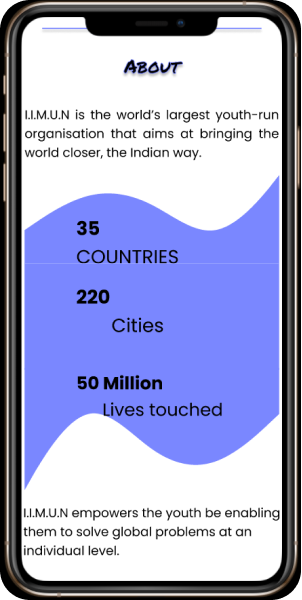 About
I.I.M.U.N is the world's largest youth-run
organisation that aims at bringing the
world closer, the Indian way.
35
COUNTRIES
220
Cities
50 Million
Lives touched
I.I.M.U.N empowers the youth be enabling
them to solve global problems at an
individual level.